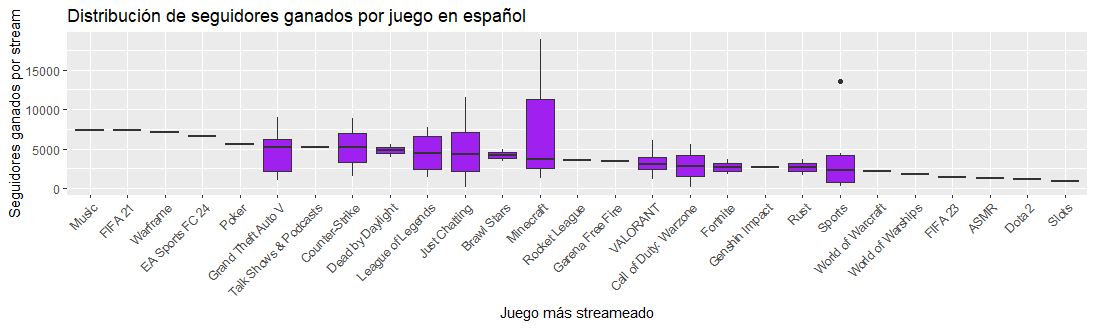 Distribución de seguidores ganados por juego en español
Seguidores ganados por stream
15000
10000
5000
0
Music
FIFA 21
Warframe
EA Sports FC 24
Poker
Grand Theft Auto V
Talk Shows & Podcasts
Counter-Strike
Dead by Daylight
League of Legends
Just Chatting
Brawl Stars
Minecraft
Rocket League
Garena Free Fire
VALORANT
Call of Duty: Warzone
Fortnite
Genshin Impact
Rust
Sports
World of Warcraft
World of Warships
FIFA 23
ASMR
Dota 2
Slots
Juego más streameado